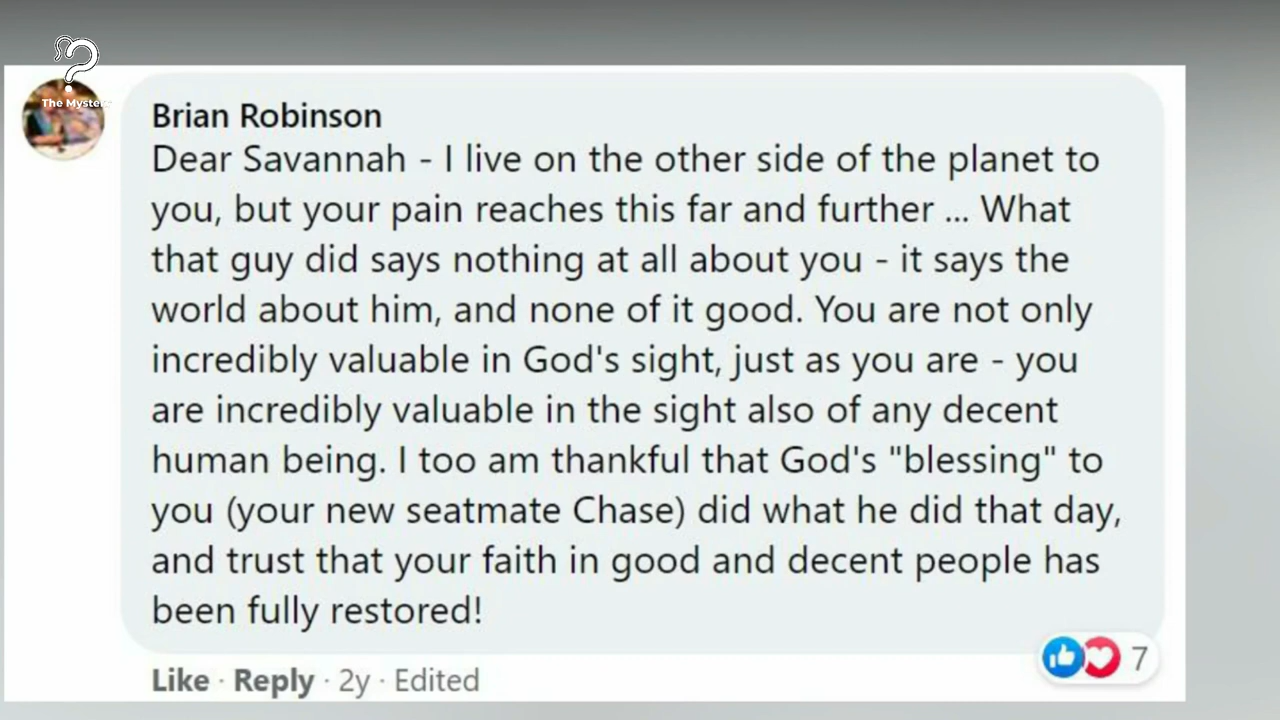 The Myster
Brian Robinson
Dear Savannah - I live on the other side of the planet to
you, but your pain reaches this far and further ... What
that guy did says nothing at all about you - it says the
world about him, and none of it good. You are not only
incredibly valuable in God's sight, just as you are - you
are incredibly valuable in the sight also of any decent
human being. I too am thankful that God's "blessing" to
you (your new seatmate Chase) did what he did that day,
and trust that your faith in good and decent people has
been fully restored!
Like · Reply · 2y · Edited
7